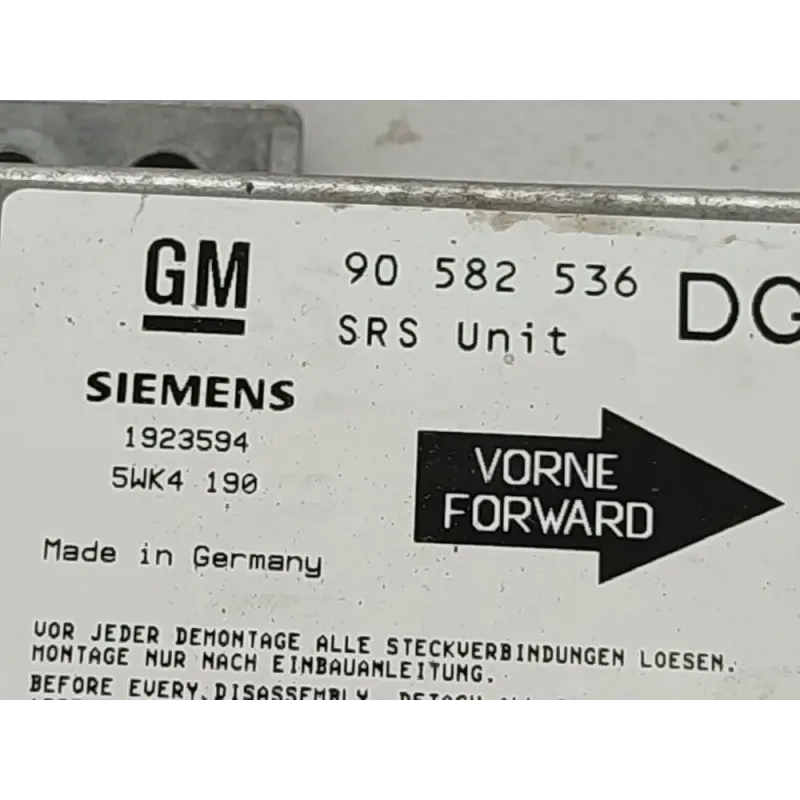 GM
90 582 536 DG
SRS Unit
SIEMENS
1923594
5WK4 190
VORNE
FORWARD
Made in Germany
VOR JEDER DEMONTAGE ALLE STECKVERBINDUNGEN LOESEN.
MONTAGE NUR NACH EINBAUANLEITUNG.
BEFORE EVERY DISASSEMBLY